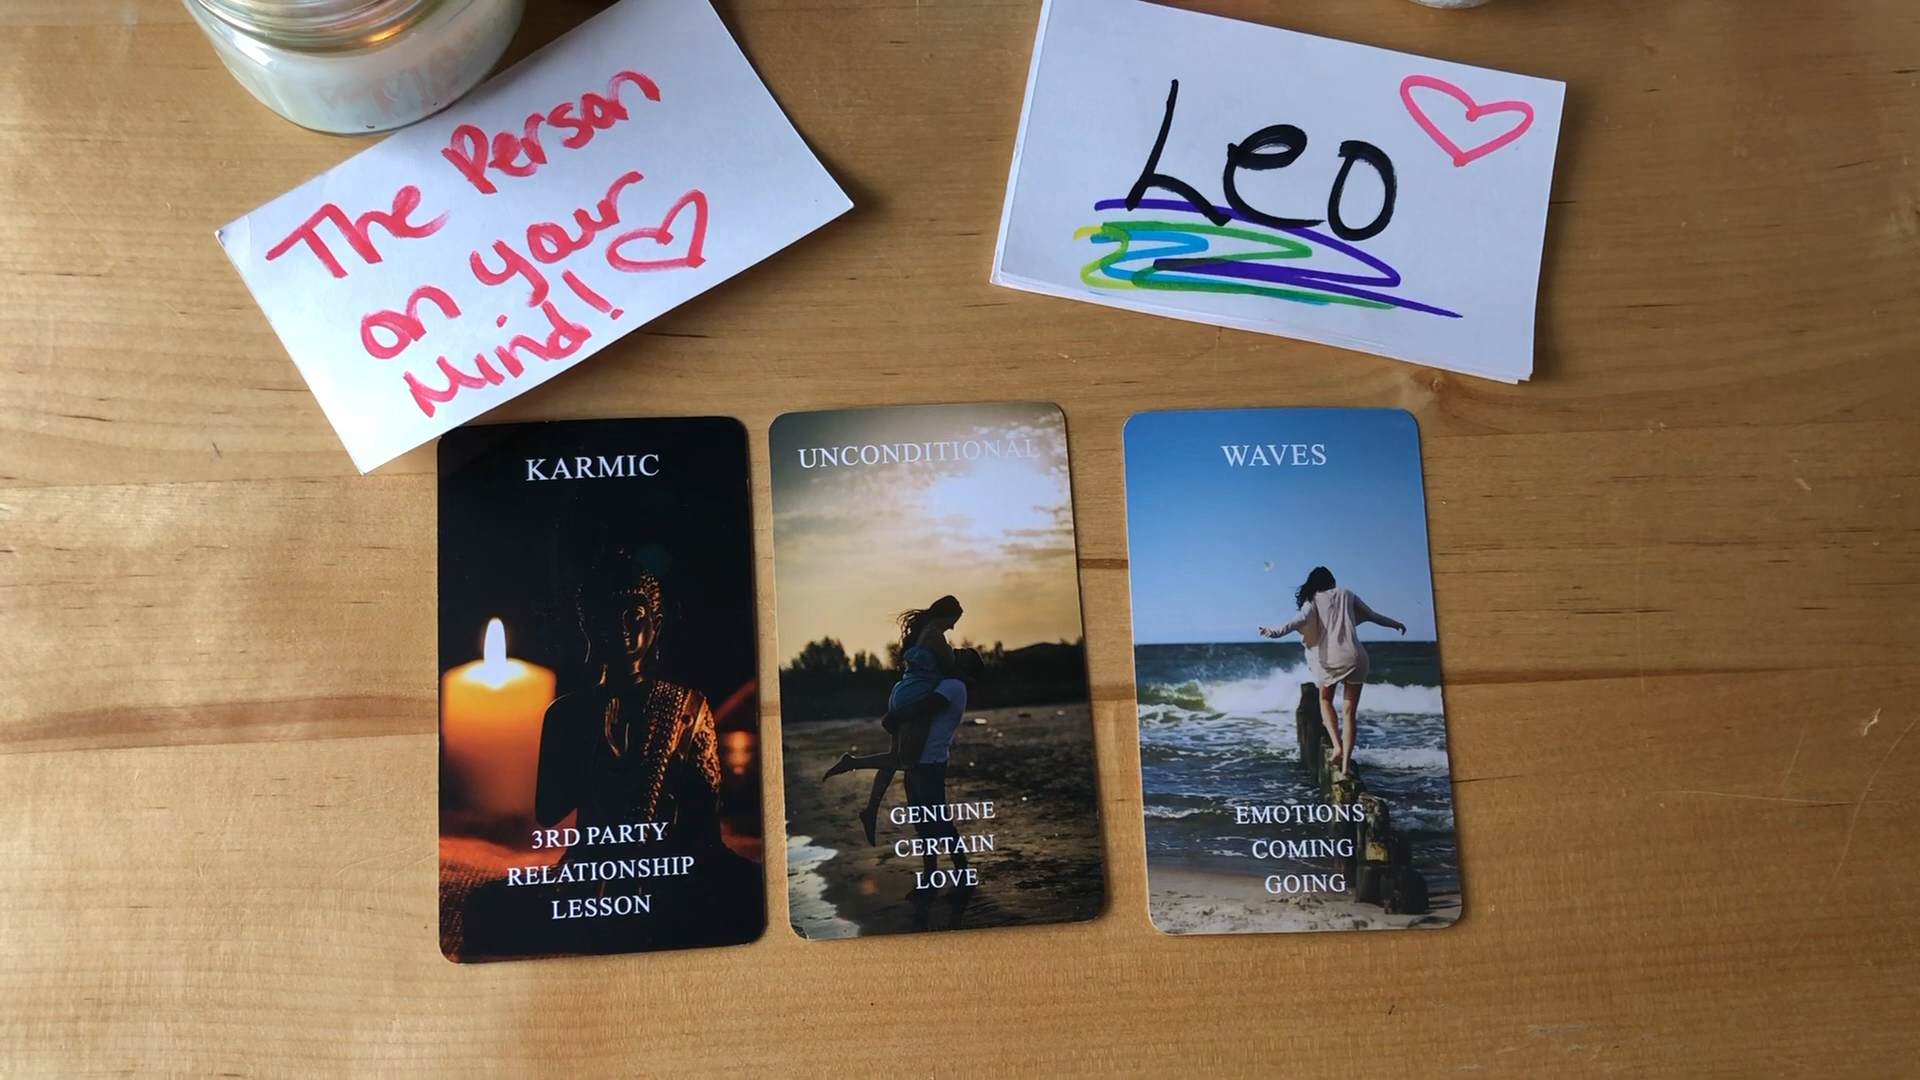 The Person
on your
Mind!
Leo
KARMIC
3RD PARTY
RELATIONSHIP
LESSON
UNCONDITIONAL
GENUINE
CERTAIN
LOVE
WAVES
EMOTIONS
COMING
GOING